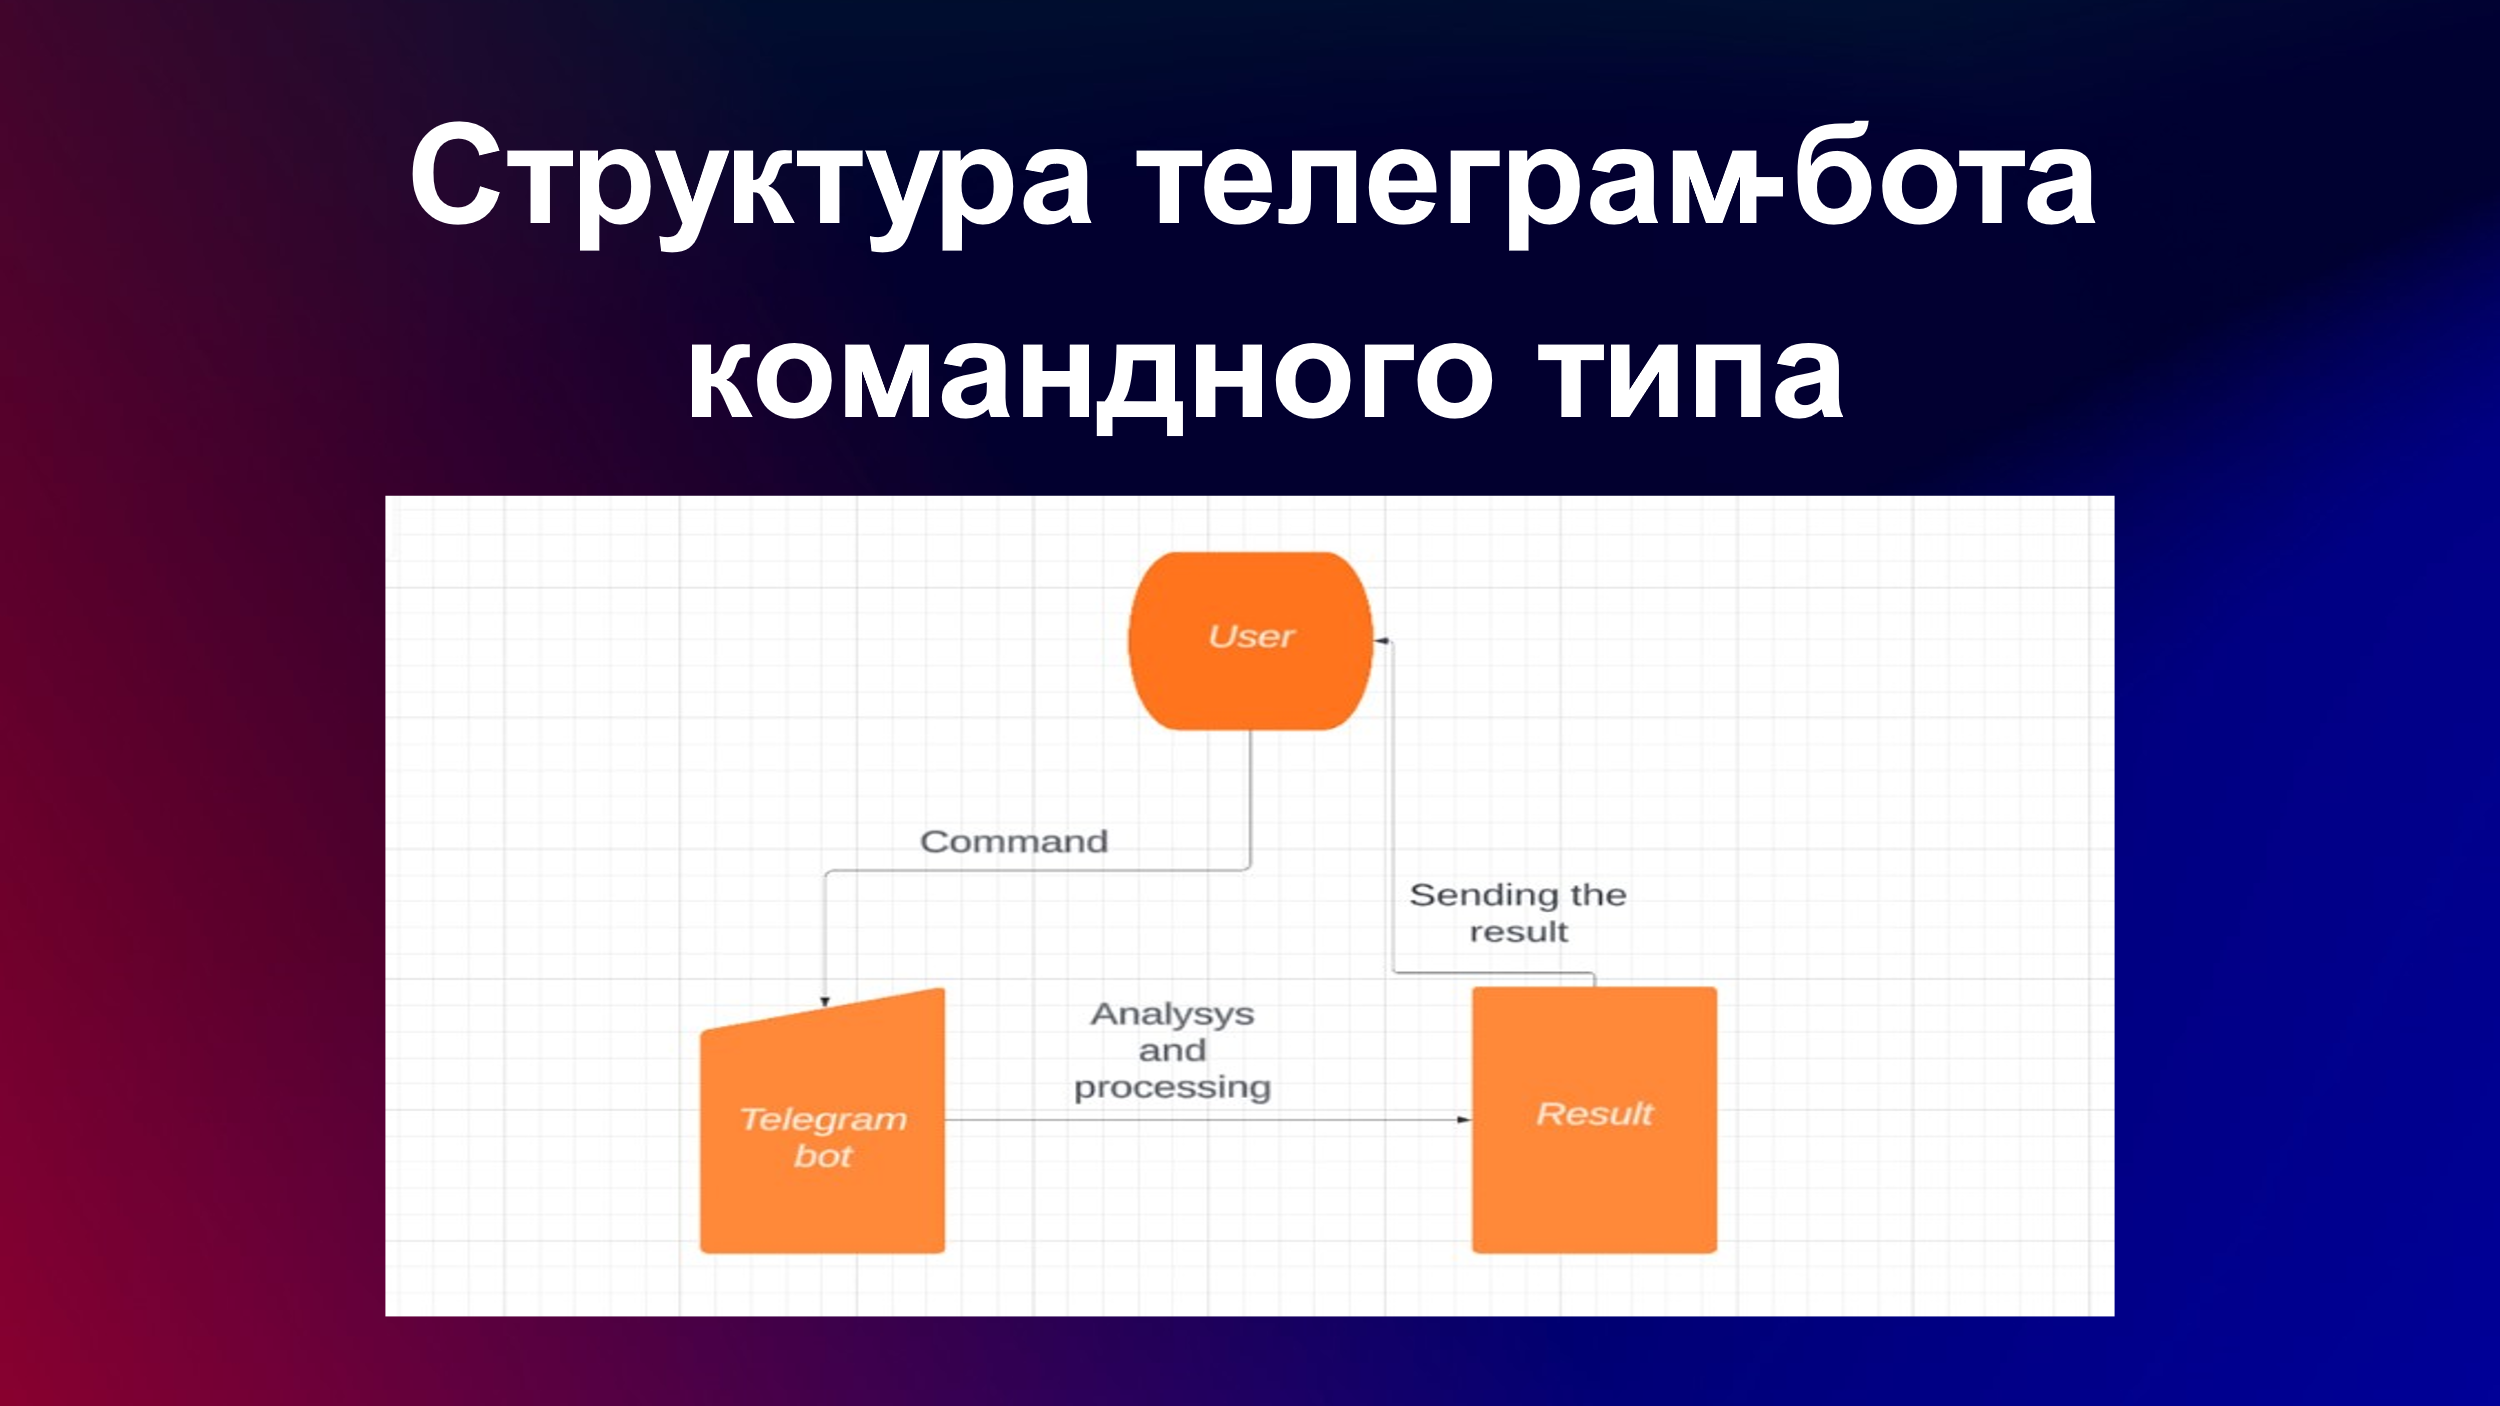 Структура телеграм-бота
командного типа
User
Command
Sending the
result
Analysys
and
processing
Telegram
bot
Result